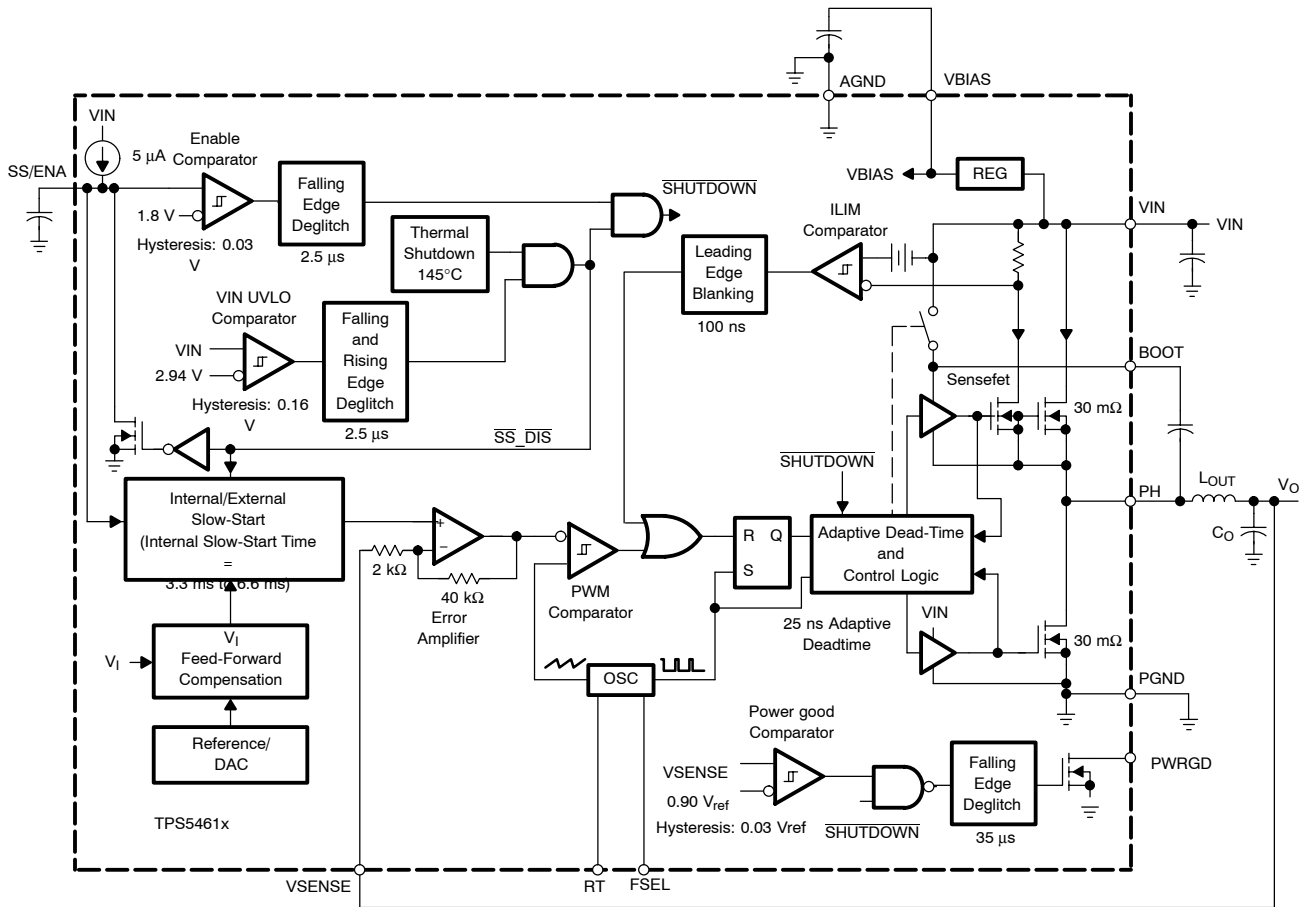 AGND
VBIAS
VIN
5 µA
Enable
Comparator
SS/ENA
1.8 V
Hysteresis: 0.03
V
Falling
Edge
Deglitch
2.5 µs
SHUTDOWN
Thermal
Shutdown
145°C
VBIAS
REG
VIN
VIN
ILIM
Comparator
Leading
Edge
Blanking
100 ns
VIN UVLO
Comparator
VIN
2.94 V
Hysteresis: 0.16
V
Falling
and
Rising
Edge
Deglitch
2.5 µs
SS_DIS
BOOT
Sensefet
30 mΩ
SHUTDOWN
PH
LOUT
VO
CO
Internal/External
Slow-Start
(Internal Slow-Start Time
=
3.3 ms to 6.6 ms)
+
−
2 kΩ
40 kΩ
Error
Amplifier
PWM
Comparator
R Q
S
Adaptive Dead-Time
and
Control Logic
25 ns Adaptive
Deadtime
VIN
30 mΩ
VI
VI
Feed-Forward
Compensation
OSC
PGND
Reference/
DAC
Power good
Comparator
VSENSE
0.90 Vref
Hysteresis: 0.03 Vref
SHUTDOWN
Falling
Edge
Deglitch
35 µs
PWRGD
TPS5461x
VSENSE
RT
FSEL